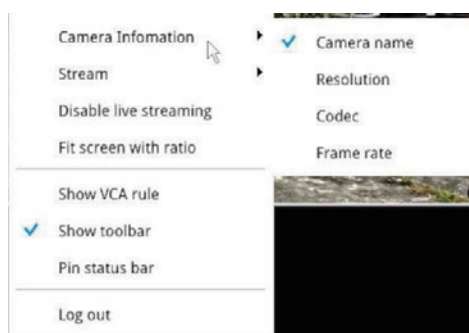 Camera Infomation
Stream
Disable live streaming
Fit screen with ratio
Show VCA rule
Show toolbar
Pin status bar
Log out
Camera name
Resolution
Codec
Frame rate